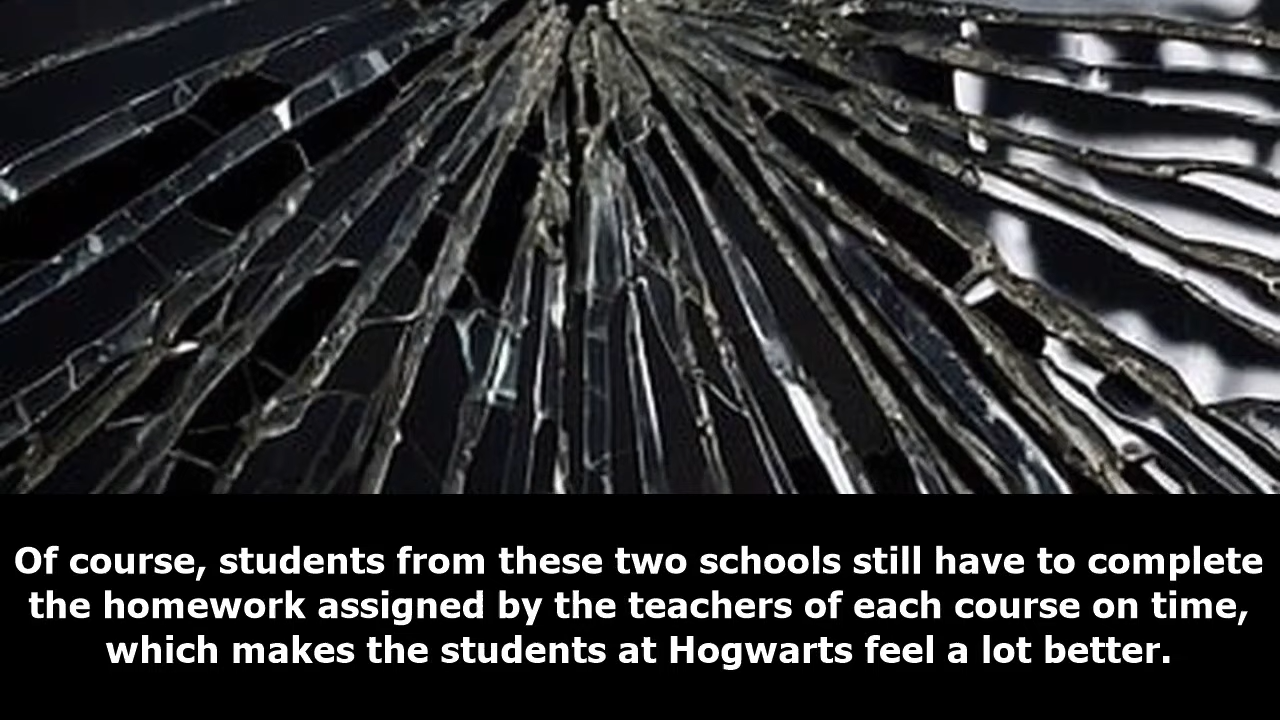 Of course, students from these two schools still have to complete
the homework assigned by the teachers of each course on time,
which makes the students at Hogwarts feel a lot better.